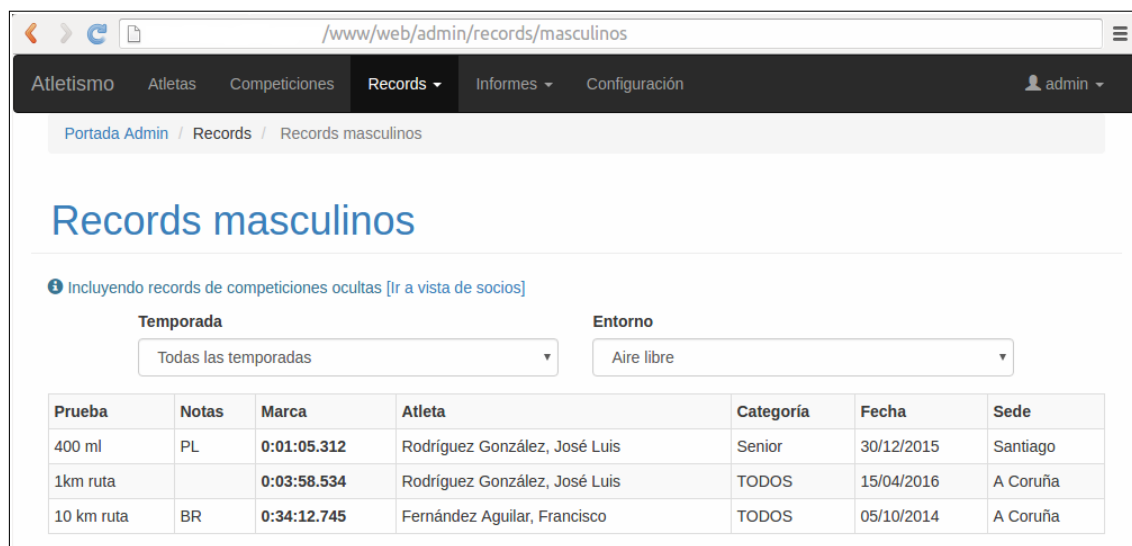 /www/web/admin/records/masculinos
Atletismo Atletas Competiciones Records Informes Configuración admin
Portada Admin / Records / Records masculinos
Records masculinos
Incluyendo records de competiciones ocultas [Ir a vista de socios]
Temporada Entorno
Todas las temporadas Aire libre
Prueba Notas Marca Atleta Categoría Fecha Sede
400 ml PL 0:01:05.312 Rodríguez González, José Luis Senior 30/12/2015 Santiago
1km ruta 0:03:58.534 Rodríguez González, José Luis TODOS 15/04/2016 A Coruña
10 km ruta BR 0:34:12.745 Fernández Aguilar, Francisco TODOS 05/10/2014 A Coruña